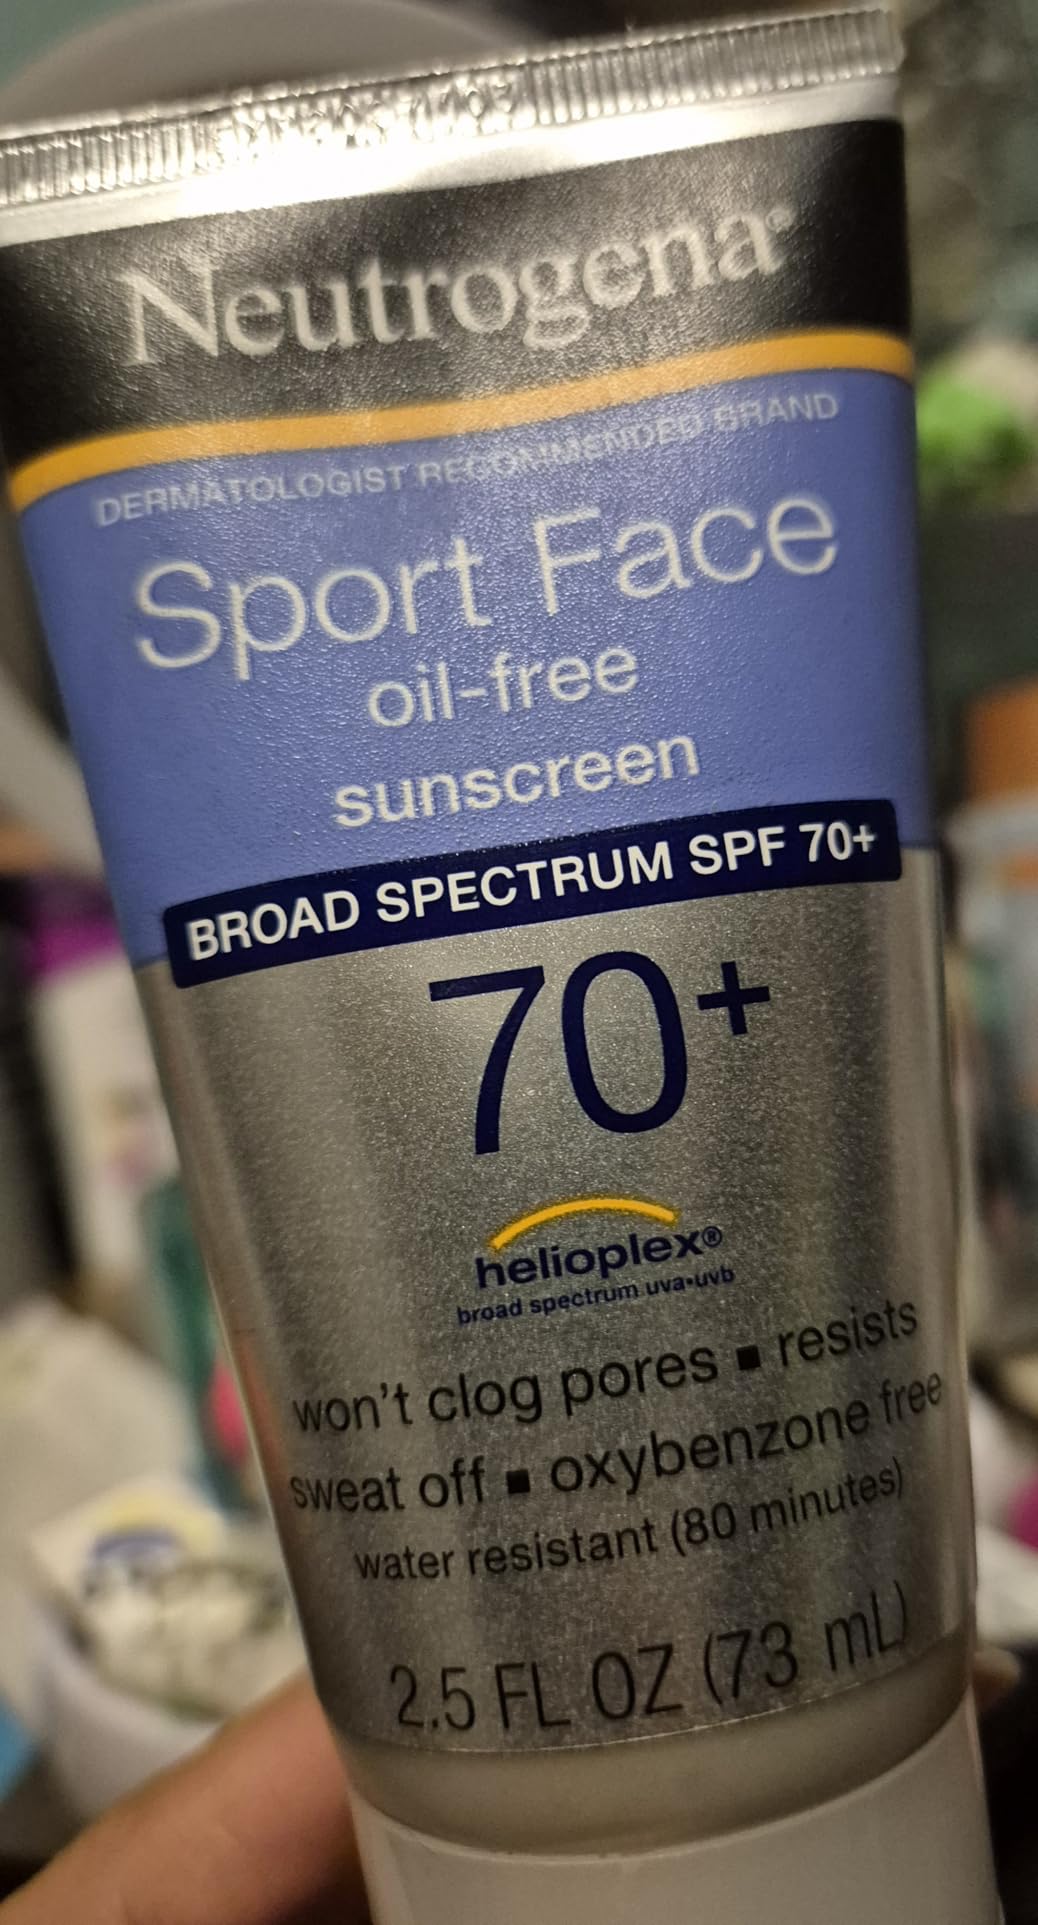 Neutrogena®
DERMATOLOGIST RECOMMENDED BRAND
Sport Face
oil-free
sunscreen
BROAD SPECTRUM SPF 70+
70+
helioplex®
broad spectrum uva•uvb
won't clog pores ▪ resists
sweat off ▪ oxybenzone free
water resistant (80 minutes)
2.5 FL OZ (73 mL)